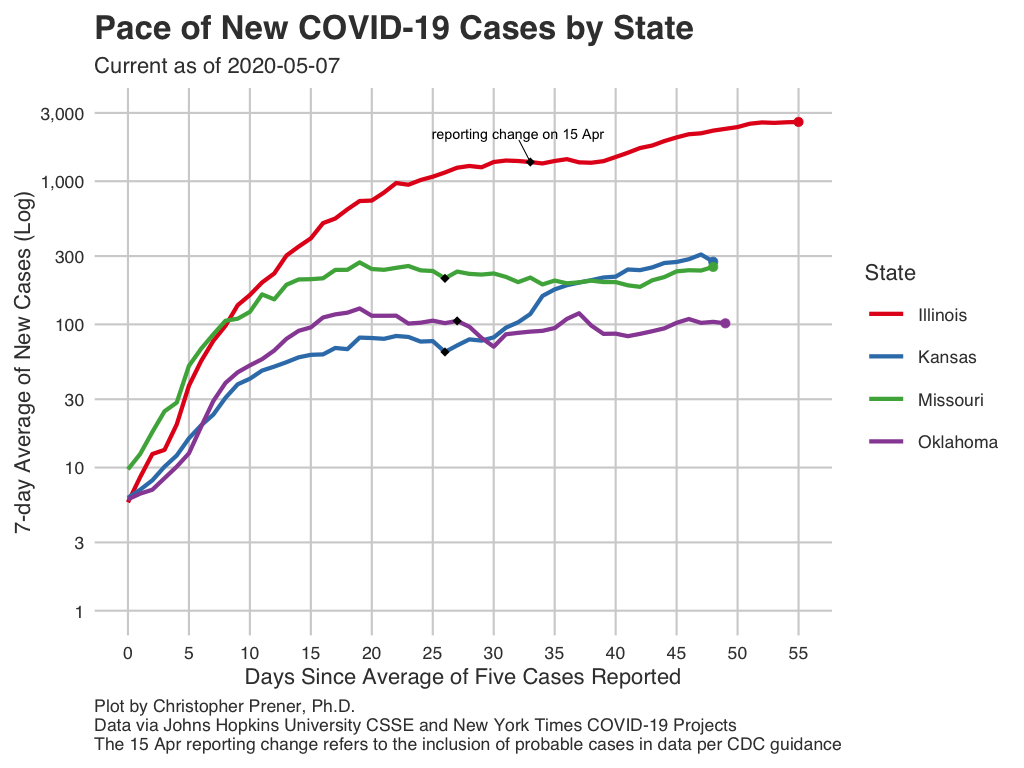 Pace of New COVID-19 Cases by State
Current as of 2020-05-07
7-day Average of New Cases (Log)
3,000
1,000
300
100
30
10
3
1
reporting change on 15 Apr
State
Illinois
Kansas
Missouri
Oklahoma
0 5 10 15 20 25 30 35 40 45 50 55
Days Since Average of Five Cases Reported
Plot by Christopher Prener, Ph.D.
Data via Johns Hopkins University CSSE and New York Times COVID-19 Projects
The 15 Apr reporting change refers to the inclusion of probable cases in data per CDC guidance